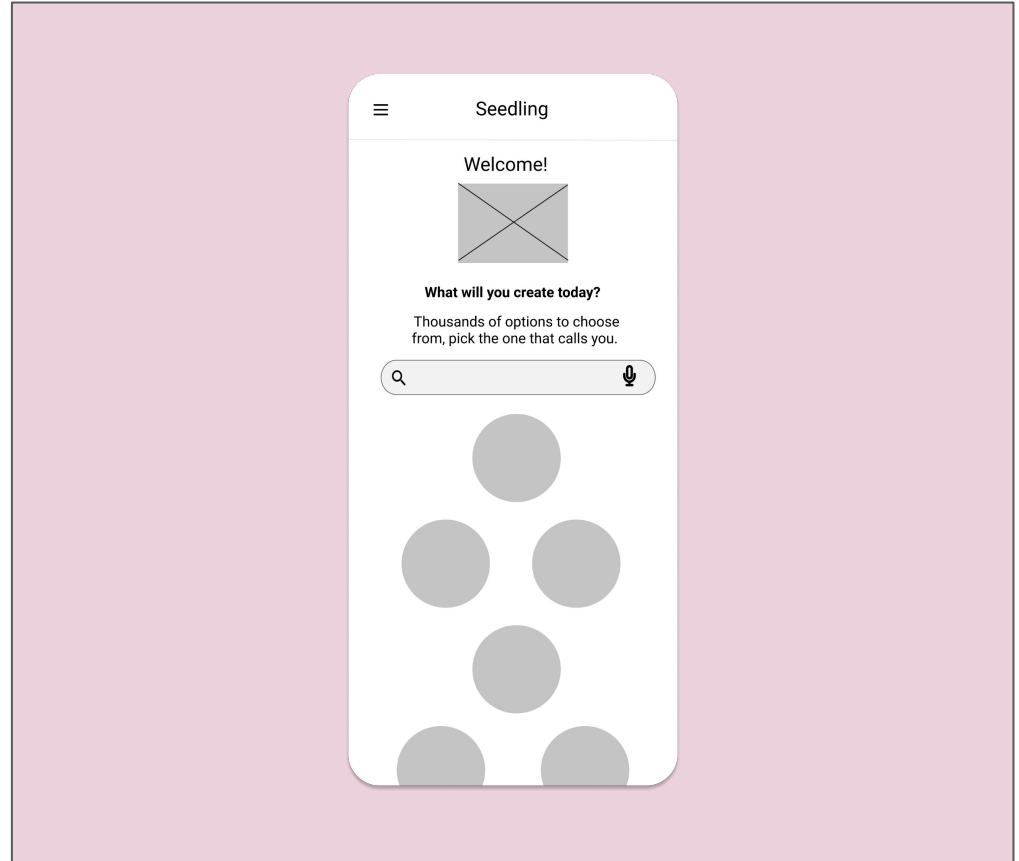 Seedling
Welcome!
What will you create today?
Thousands of options to choose
from, pick the one that calls you.